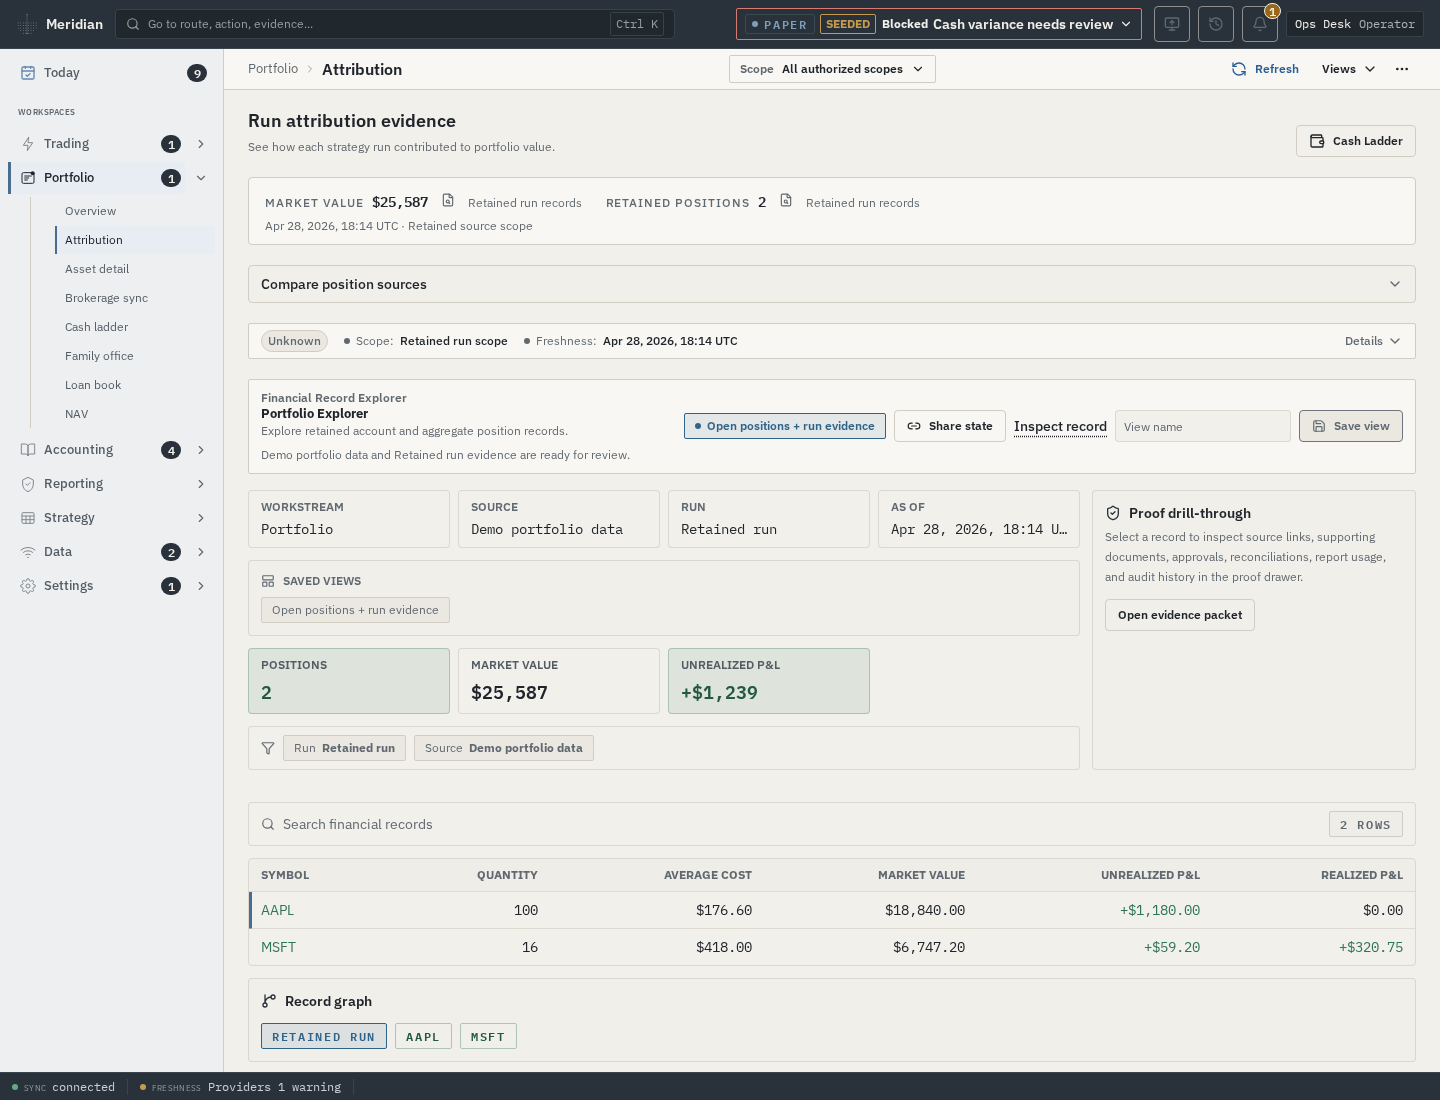 Meridian
Go to route, action, evidence...
Ctrl K
PAPER
SEEDED
Blocked Cash variance needs review
1
Ops Desk Operator
Today
9
WORKSPACES
Trading
1
Portfolio
1
Overview
Attribution
Asset detail
Brokerage sync
Cash ladder
Family office
Loan book
NAV
Accounting
4
Reporting
Strategy
Data
2
Settings
1
Portfolio
Attribution
Scope All authorized scopes
Refresh
Views
Run attribution evidence
See how each strategy run contributed to portfolio value.
Cash Ladder
MARKET VALUE $25,587 Retained run records RETAINED POSITIONS 2 Retained run records
Apr 28, 2026, 18:14 UTC · Retained source scope
Compare position sources
Unknown Scope: Retained run scope Freshness: Apr 28, 2026, 18:14 UTC
Details
Financial Record Explorer
Portfolio Explorer
Explore retained account and aggregate position records.
Demo portfolio data and Retained run evidence are ready for review.
Open positions + run evidence
Share state
Inspect record
View name
Save view
WORKSTREAM
Portfolio
SOURCE
Demo portfolio data
RUN
Retained run
AS OF
Apr 28, 2026, 18:14 U…
SAVED VIEWS
Open positions + run evidence
POSITIONS
2
MARKET VALUE
$25,587
UNREALIZED P&L
+$1,239
Run Retained run
Source Demo portfolio data
Proof drill-through
Select a record to inspect source links, supporting
documents, approvals, reconciliations, report usage,
and audit history in the proof drawer.
Open evidence packet
Search financial records
2 ROWS
SYMBOL QUANTITY AVERAGE COST MARKET VALUE UNREALIZED P&L REALIZED P&L
AAPL 100 $176.60 $18,840.00 +$1,180.00 $0.00
MSFT 16 $418.00 $6,747.20 +$59.20 +$320.75
Record graph
RETAINED RUN
AAPL
MSFT
SYNC connected
FRESHNESS Providers 1 warning